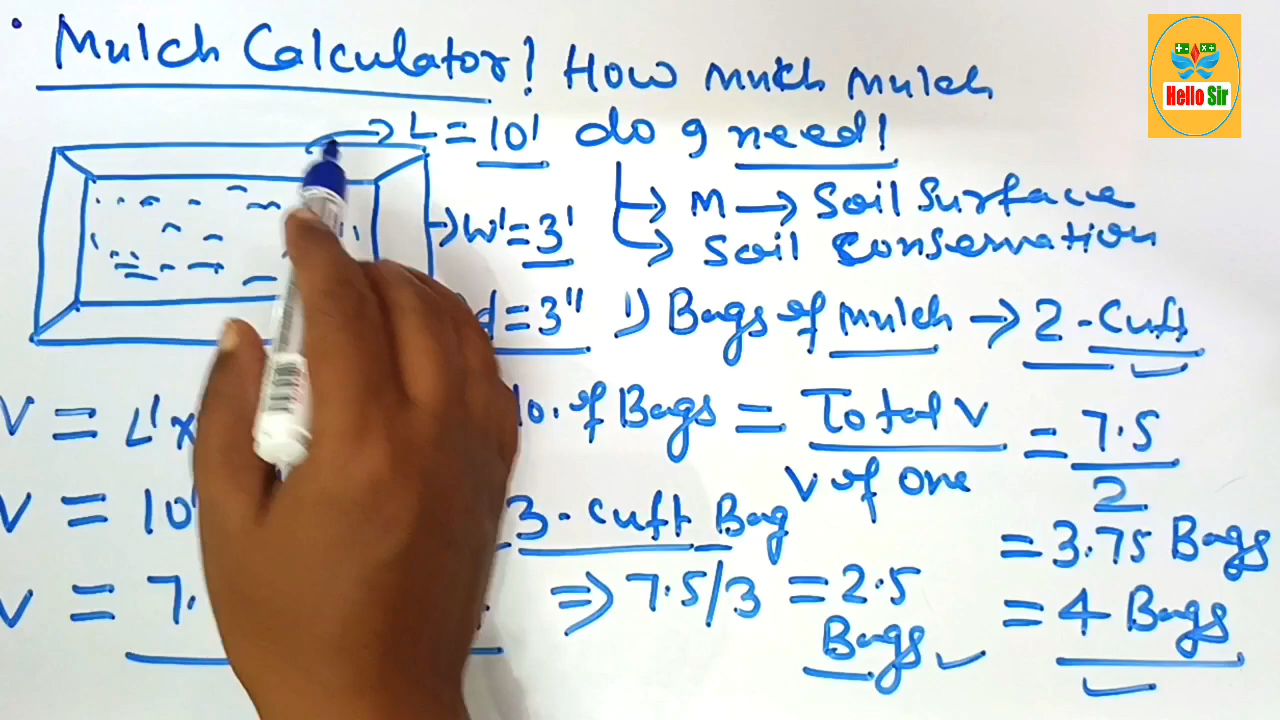 Mulch Calculator! How much mulch
L = 10' do I need!
M → Soil Surface
W' = 3'
Soil Conservation
d = 3" 1) Bags of Mulch → 2 - Cuft
V = L' x
of Bags = Total V / V of one = 7.5 / 2
V = 10'
3 - Cuft Bag
= 3.75 Bags
V = 7.
⇒ 7.5/3 = 2.5 Bags
= 4 Bags
Hello Sir